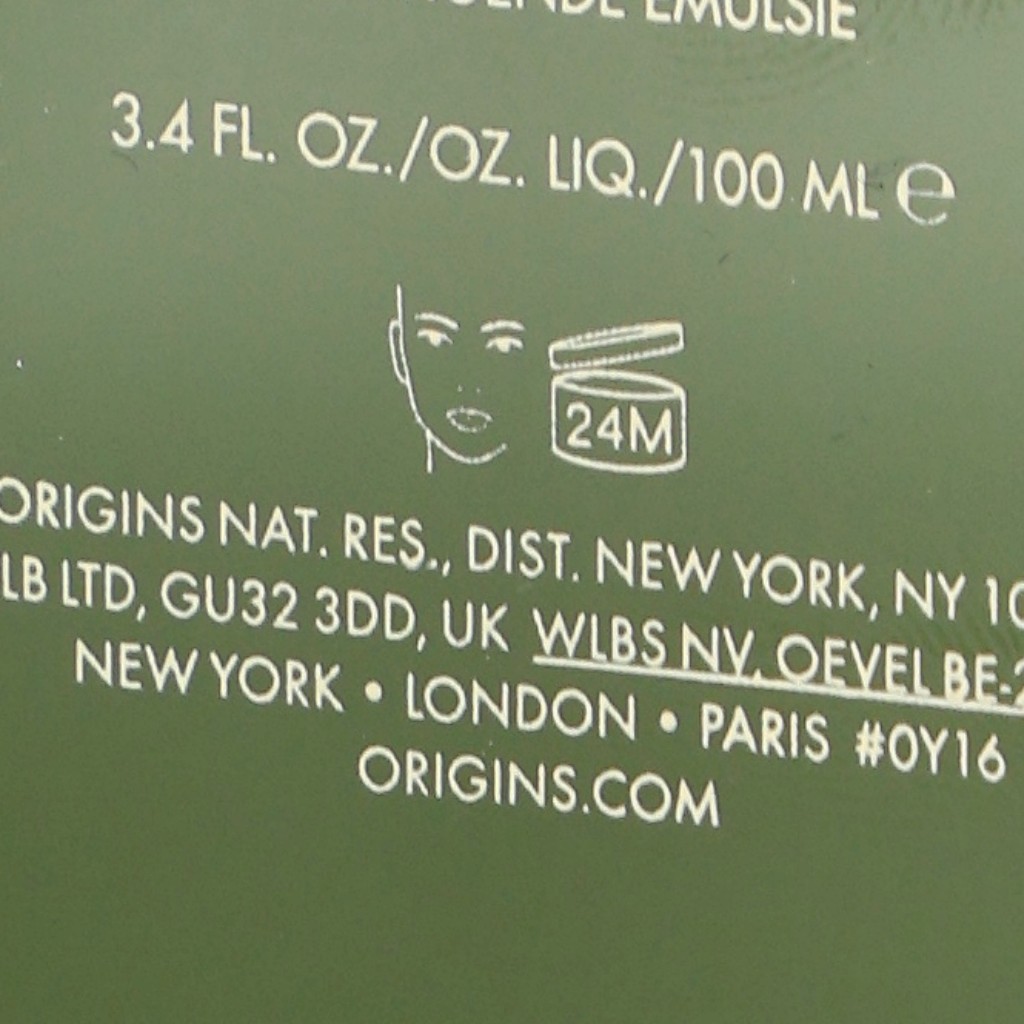 EMULSIE
3.4 FL. OZ./OZ. LIQ./100 ML ℮
24M
ORIGINS NAT. RES., DIST. NEW YORK, NY
LTD, GU32 3DD, UK WLBS NV, OEVEL BE-2
NEW YORK • LONDON • PARIS #0Y16
ORIGINS.COM